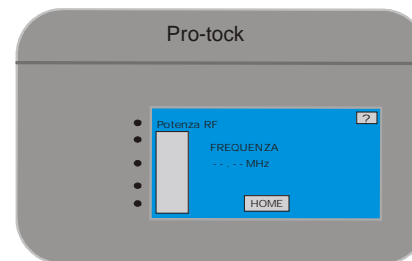 Pro-tock
?
Potenza RF
FREQUENZA
--.-- MHz
HOME